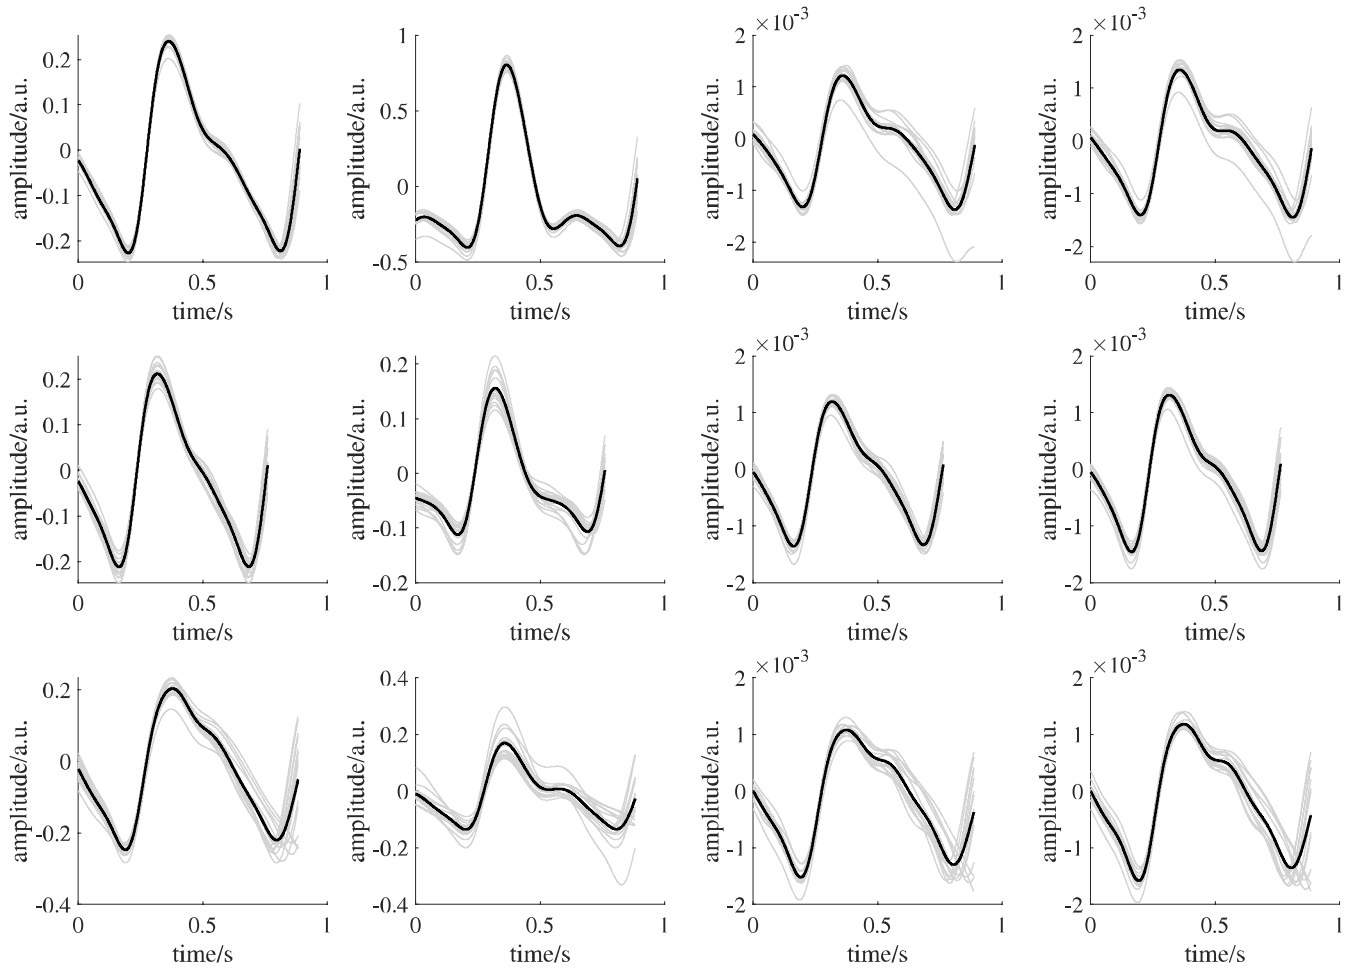 ×10⁻³ ×10⁻³
0.2 1 2 2
0.1 1 1
0.5
0 0 0
-0.1 0 -1 -1
-0.2 -0.5 -2 -2
amplitude/a.u. amplitude/a.u. amplitude/a.u. amplitude/a.u.
0 0.5 1 0 0.5 1 0 0.5 1 0 0.5 1
time/s time/s time/s time/s
×10⁻³ ×10⁻³
0.2 0.2 2 2
0.1 0.1 1 1
0 0 0 0
-0.1 -0.1 -1 -1
-0.2 -0.2 -2 -2
amplitude/a.u. amplitude/a.u. amplitude/a.u. amplitude/a.u.
0 0.5 1 0 0.5 1 0 0.5 1 0 0.5 1
time/s time/s time/s time/s
×10⁻³ ×10⁻³
0.2 0.4 2 2
0.2 1 1
0 0 0 0
-0.2 -0.2 -1 -1
-0.4 -0.4 -2 -2
amplitude/a.u. amplitude/a.u. amplitude/a.u. amplitude/a.u.
0 0.5 1 0 0.5 1 0 0.5 1 0 0.5 1
time/s time/s time/s time/s